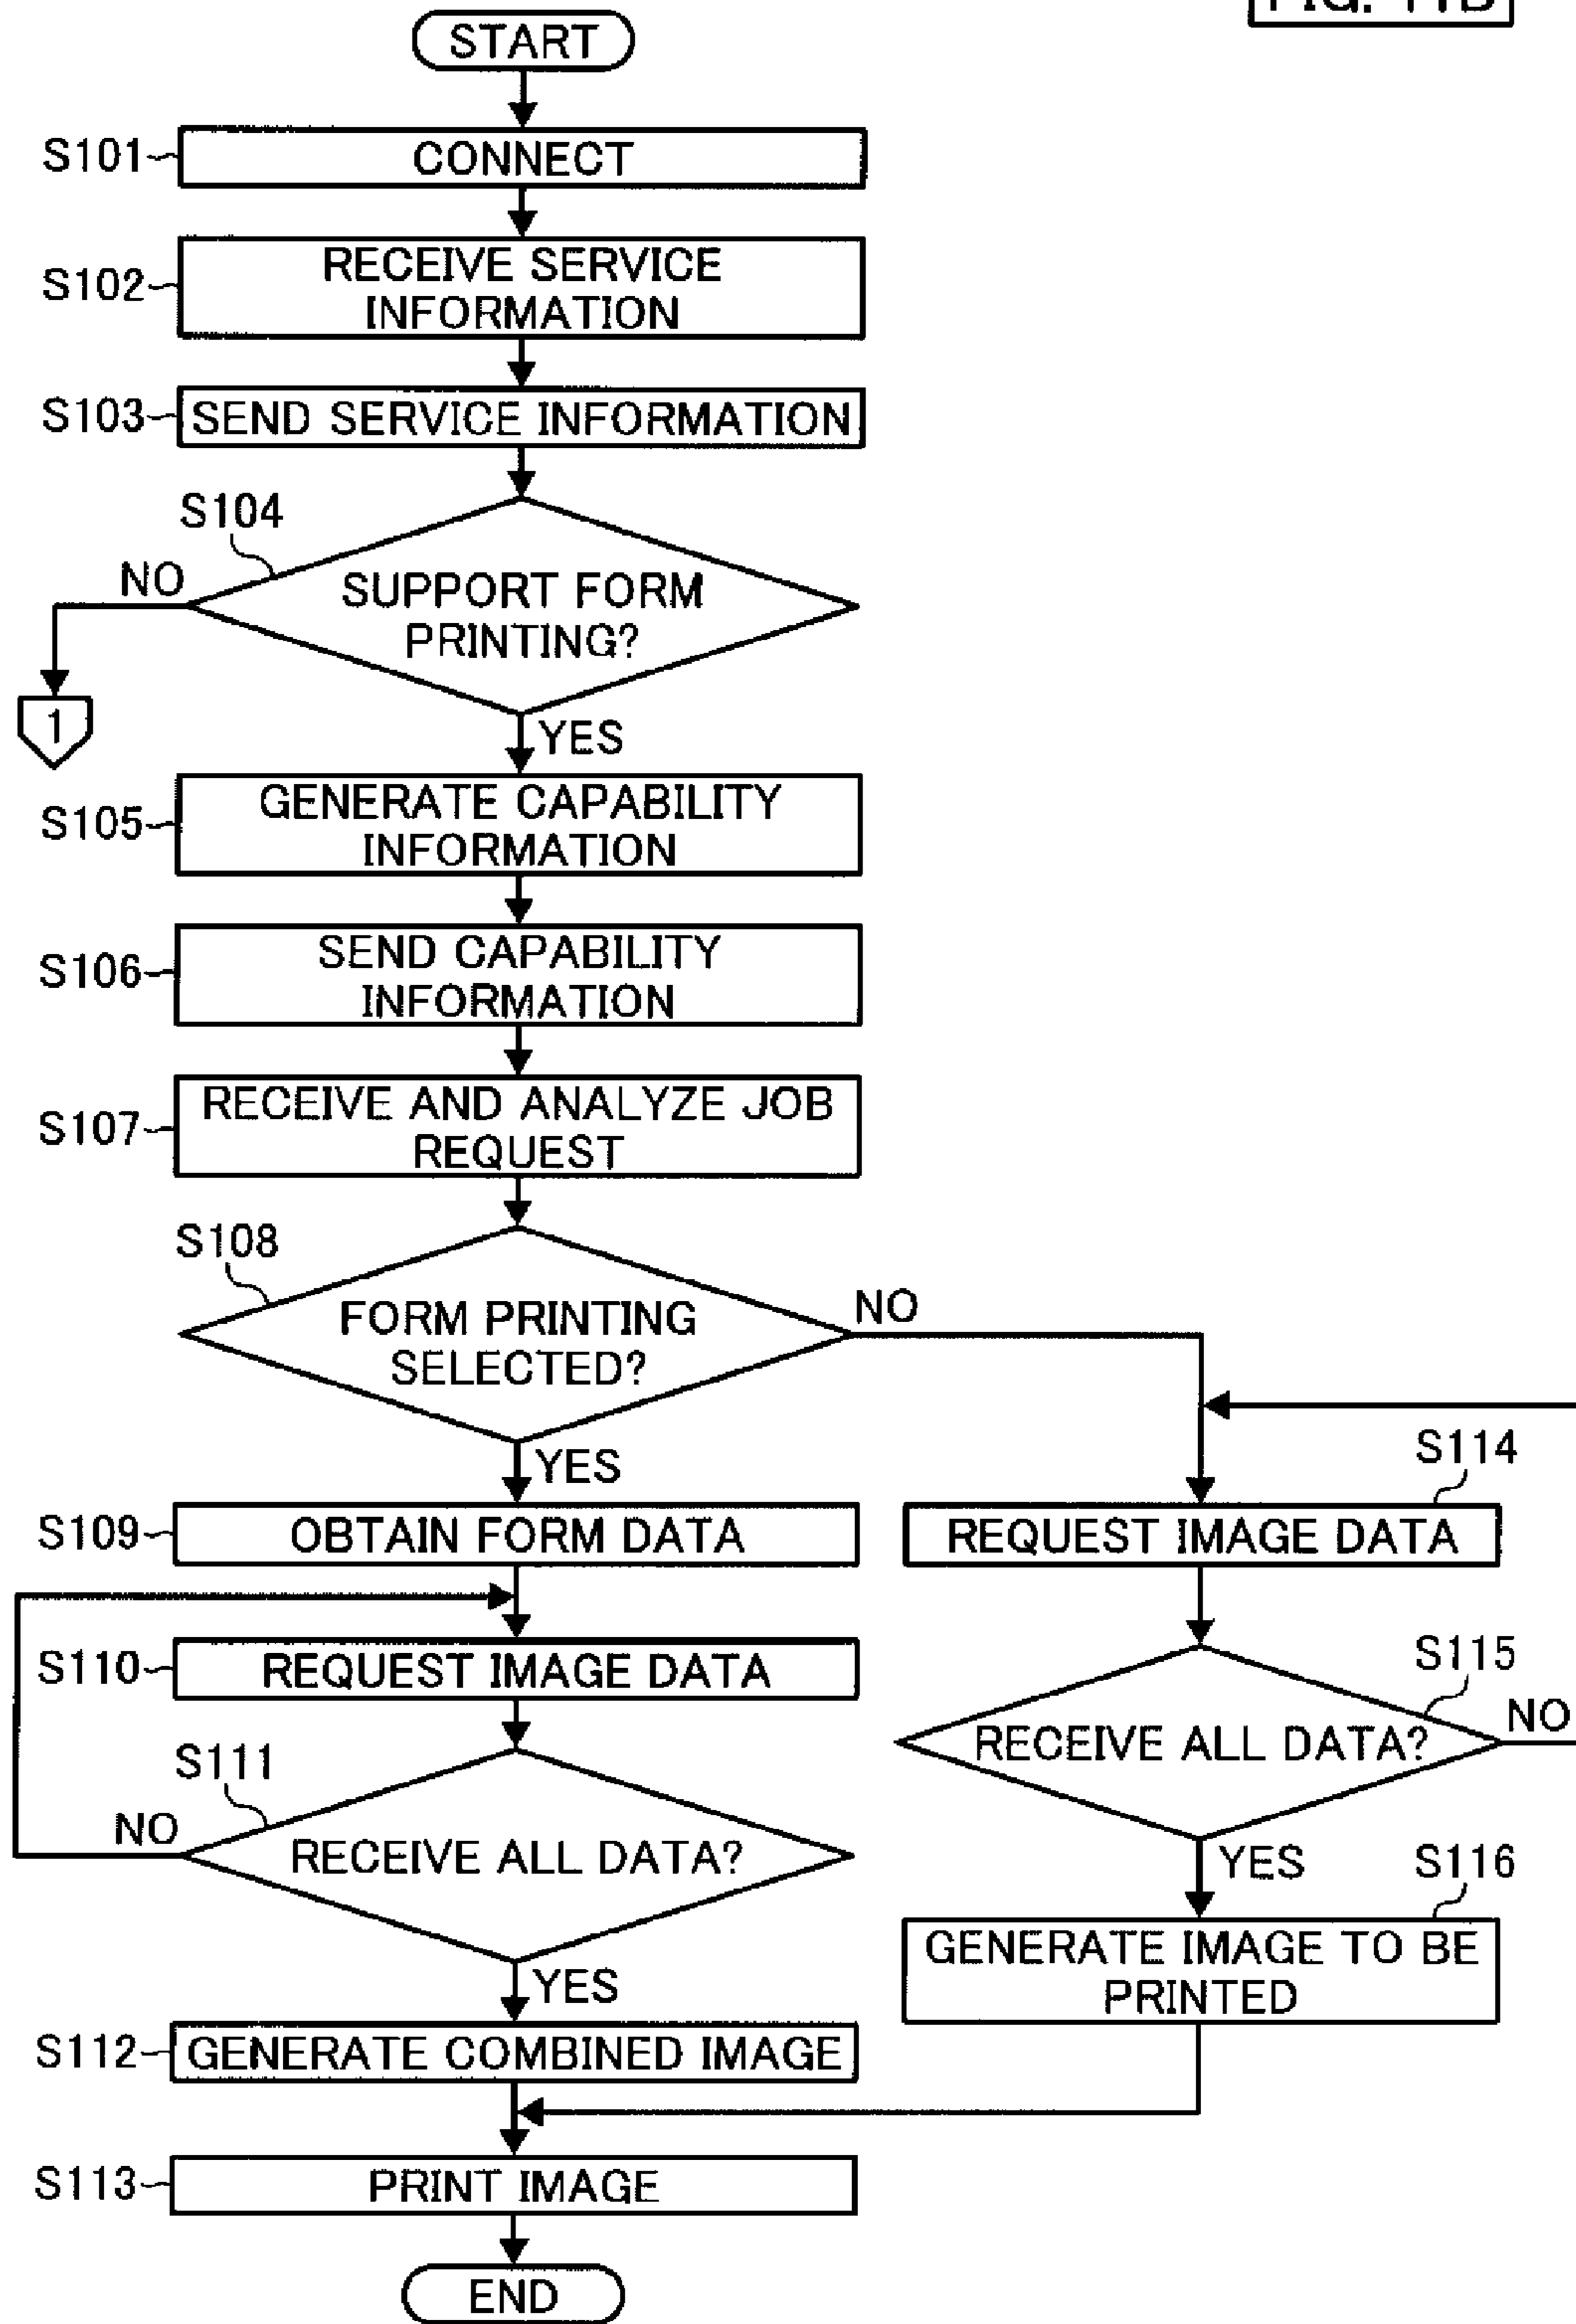 START
S101
CONNECT
S102
RECEIVE SERVICE
INFORMATION
S103
SEND SERVICE INFORMATION
S104
SUPPORT FORM
PRINTING?
NO
1
YES
S105
GENERATE CAPABILITY
INFORMATION
S106
SEND CAPABILITY
INFORMATION
S107
RECEIVE AND ANALYZE JOB
REQUEST
S108
FORM PRINTING
SELECTED?
NO
YES
S109
OBTAIN FORM DATA
S110
REQUEST IMAGE DATA
S111
RECEIVE ALL DATA?
NO
YES
S112
GENERATE COMBINED IMAGE
S114
REQUEST IMAGE DATA
S115
RECEIVE ALL DATA?
NO
YES
S116
GENERATE IMAGE TO BE
PRINTED
S113
PRINT IMAGE
END